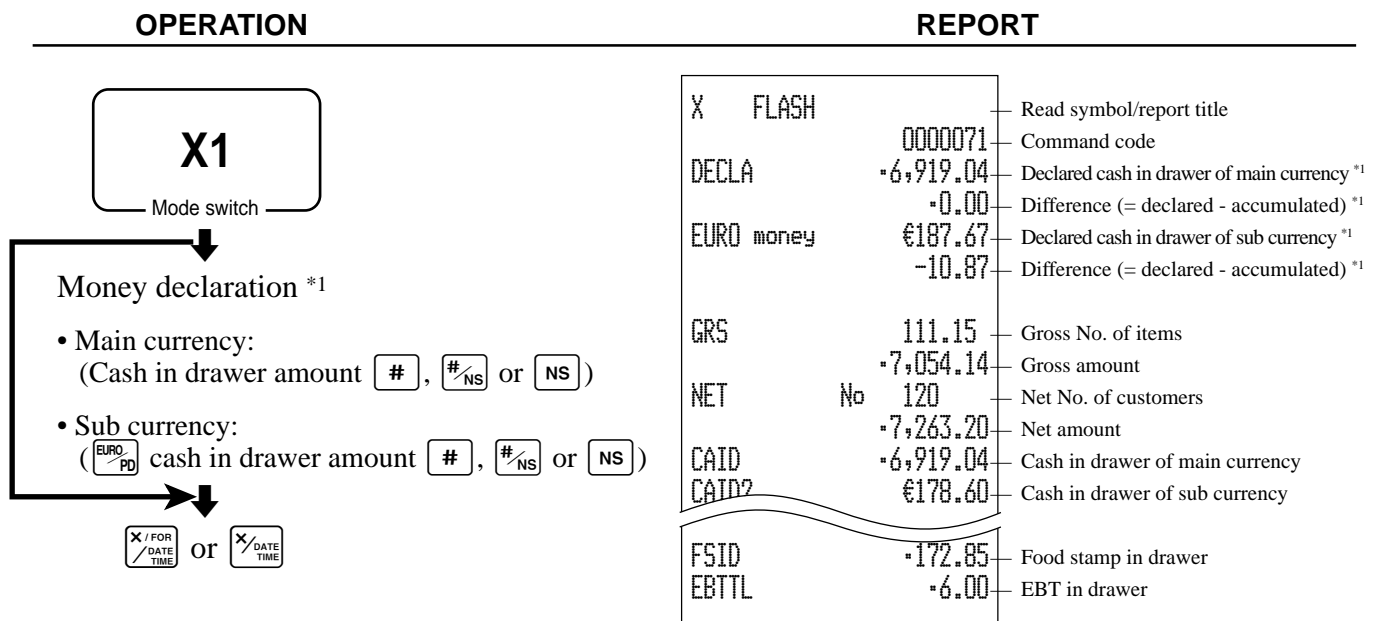 OPERATION
REPORT
X1
Mode switch
Money declaration *1
• Main currency:
(Cash in drawer amount #, #/NS or NS)
• Sub currency:
(EURO/PD cash in drawer amount #, #/NS or NS)
X / FOR / DATE TIME or X / DATE TIME
X FLASH — Read symbol/report title
0000071 — Command code
DECLA •6,919.04 — Declared cash in drawer of main currency *1
•0.00 — Difference (= declared - accumulated) *1
EURO money €187.67 — Declared cash in drawer of sub currency *1
-10.87 — Difference (= declared - accumulated) *1
GRS 111.15 — Gross No. of items
•7,054.14 — Gross amount
NET No 120 — Net No. of customers
•7,263.20 — Net amount
CAID •6,919.04 — Cash in drawer of main currency
CAID2 €178.60 — Cash in drawer of sub currency
FSID •172.85 — Food stamp in drawer
EBTTL •6.00 — EBT in drawer